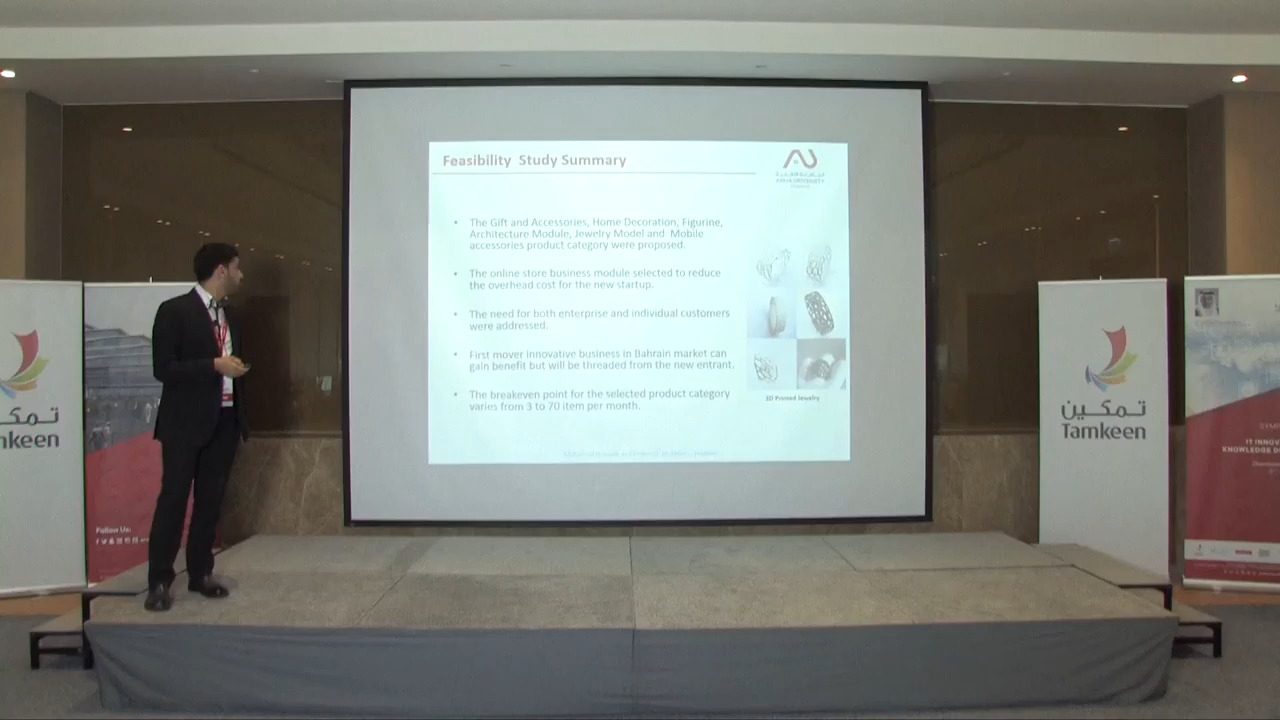 Feasibility Study Summary
• The Gift and Accessories, Home Decoration, Figurine,
Architecture Module, Jewelry Model and Mobile
accessories product category were proposed.
• The online store business module selected to reduce
the overhead cost for the new startup.
• The need for both enterprise and individual customers
were addressed.
• First mover innovative business in Bahrain market can
gain benefit but will be threaded from the new entrant.
• The breakeven point for the selected product category
varies from 3 to 70 item per month.
3D Printed Jewelry
تمكين
Tamkeen
Follow Us:
تمكين
Tamkeen
IT INNOV
KNOWLEDGE D